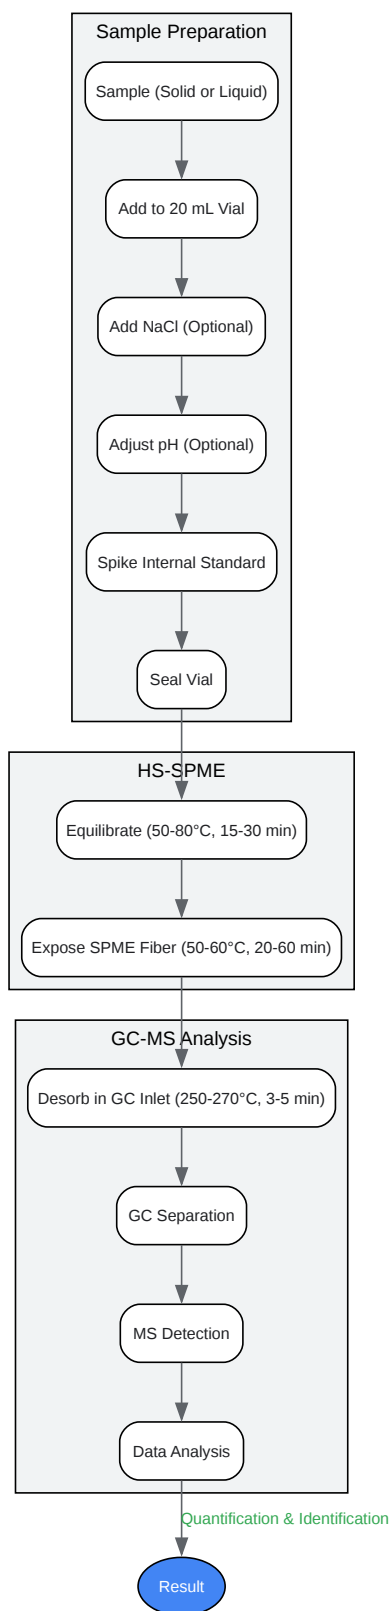 Sample Preparation
Sample (Solid or Liquid)
Add to 20 mL Vial
Add NaCl (Optional)
Adjust pH (Optional)
Spike Internal Standard
Seal Vial
HS-SPME
Equilibrate (50-80°C, 15-30 min)
Expose SPME Fiber (50-60°C, 20-60 min)
GC-MS Analysis
Desorb in GC Inlet (250-270°C, 3-5 min)
GC Separation
MS Detection
Data Analysis
Quantification & Identification
Result